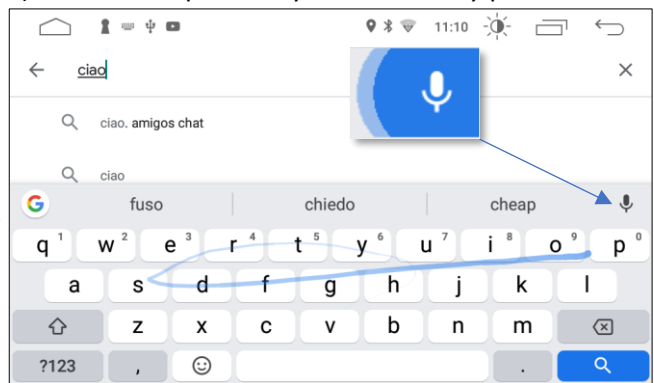 11:10
ciao
ciao. amigos chat
ciao
G fuso chiedo cheap
q 1 w 2 e 3 r 4 t 5 y 6 u 7 i 8 o 9 p 0
a s d f g h j k l
z x c v b n m
?123 , .